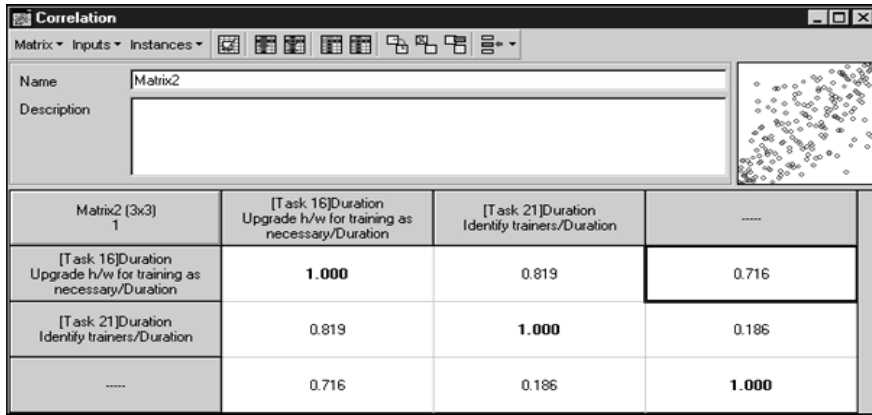 Correlation
Matrix Inputs Instances
Name
Matrix2
Description
Matrix2 (3x3)
1
[Task 16]Duration
Upgrade h/w for training as
necessary/Duration
[Task 21]Duration
Identify trainers/Duration
-----
[Task 16]Duration
Upgrade h/w for training as
necessary/Duration
1.000
0.819
0.716
[Task 21]Duration
Identify trainers/Duration
0.819
1.000
0.186
-----
0.716
0.186
1.000